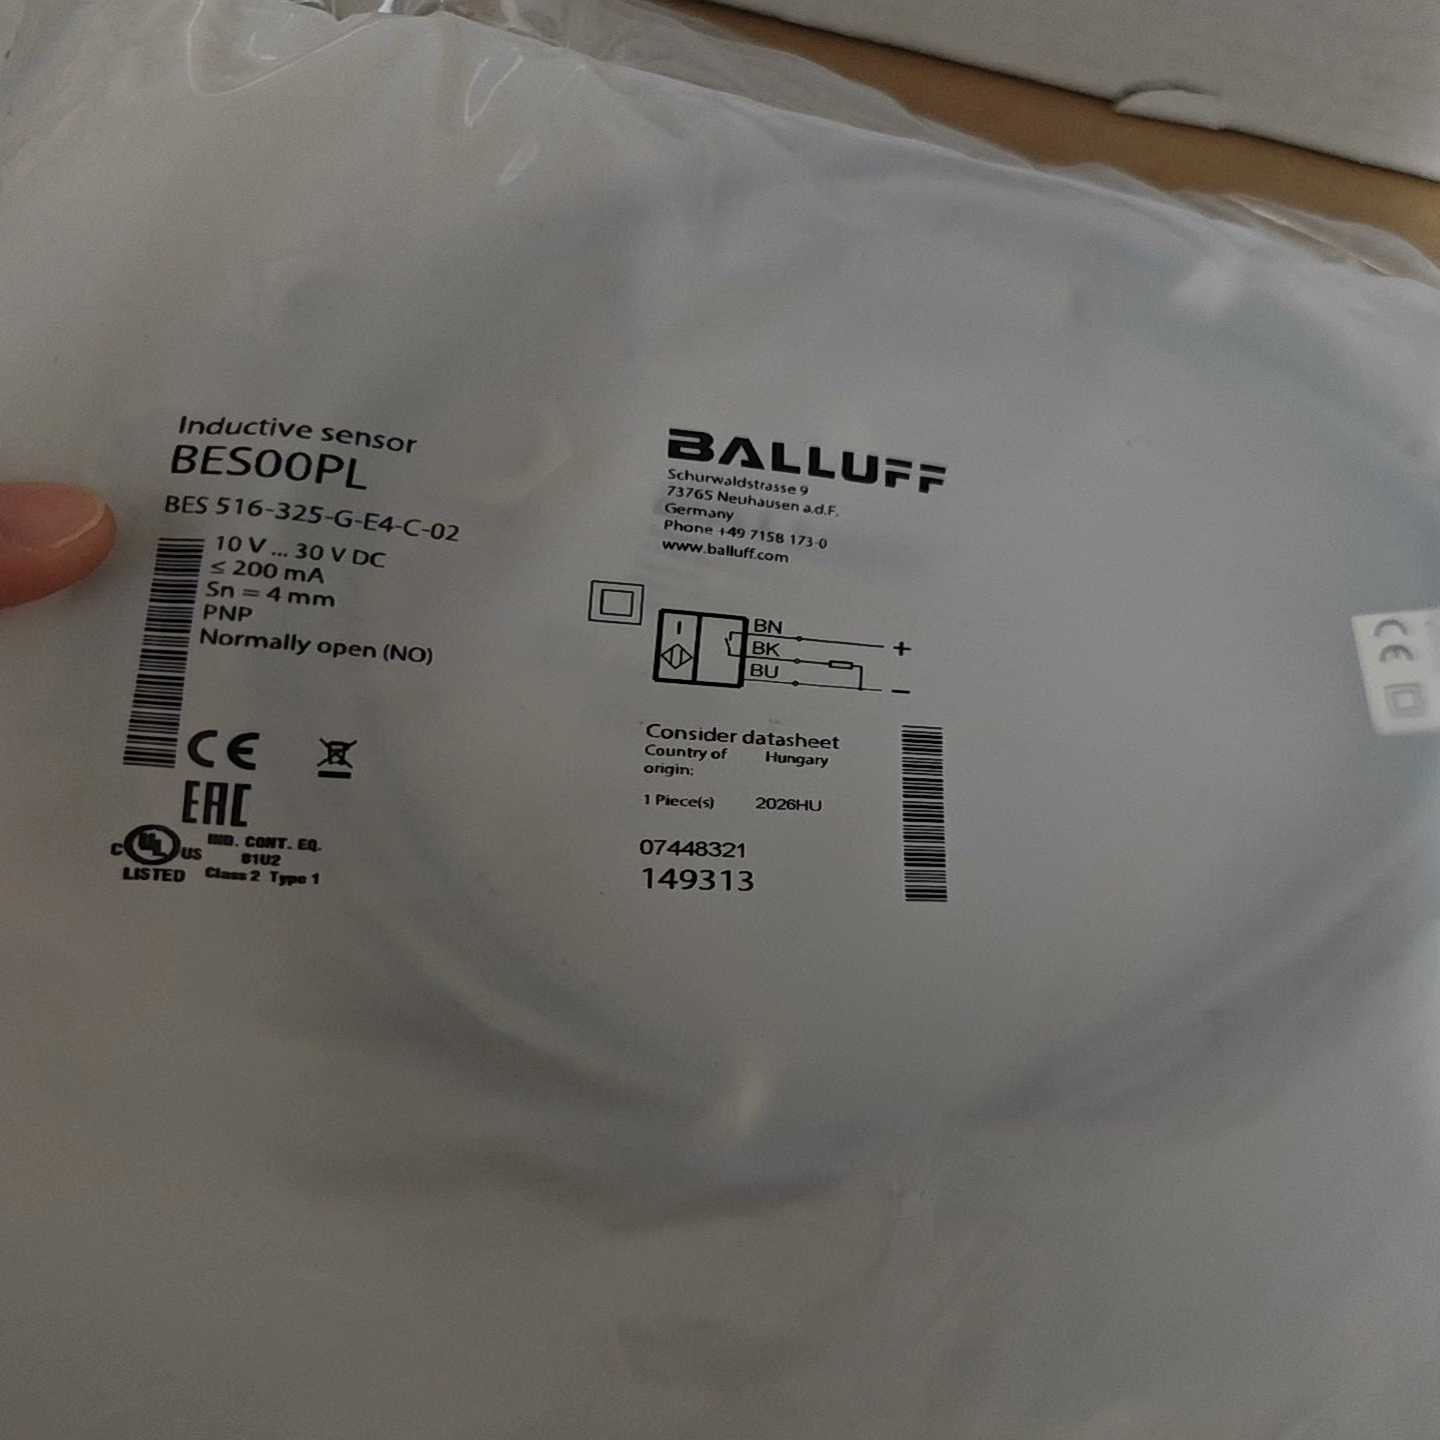 Inductive sensor
BES00PL
BES 516-325-G-E4-C-02
10 V ... 30 V DC
≤ 200 mA
Sn = 4 mm
PNP
Normally open (NO)
CE
EAC
C UL US
LISTED
IND. CONT. EQ.
81U2
Class 2 Type 1
BALLUFF
Schurwaldstrasse 9
73765 Neuhausen a.d.F.
Germany
Phone +49 7158 173-0
www.balluff.com
BN +
BK
BU −
Consider datasheet
Country of origin: Hungary
1 Piece(s) 2026HU
07448321
149313
CE